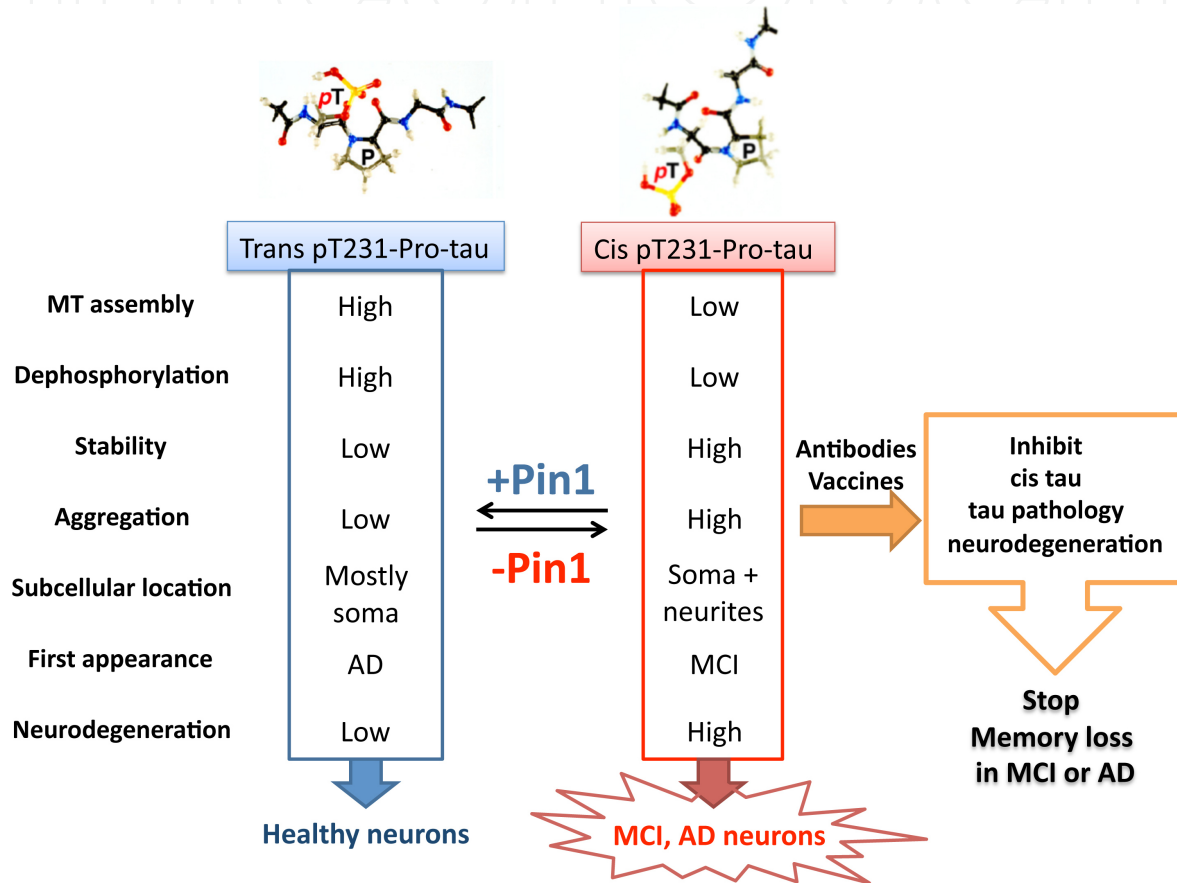 pT
P
pT
P
Trans pT231-Pro-tau
Cis pT231-Pro-tau
MT assembly High Low
Dephosphorylation High Low
Stability Low High
Aggregation Low High
Subcellular location Mostly soma Soma + neurites
First appearance AD MCI
Neurodegeneration Low High
+Pin1
-Pin1
Antibodies
Vaccines
Inhibit
cis tau
tau pathology
neurodegeneration
Stop
Memory loss
in MCI or AD
Healthy neurons
MCI, AD neurons